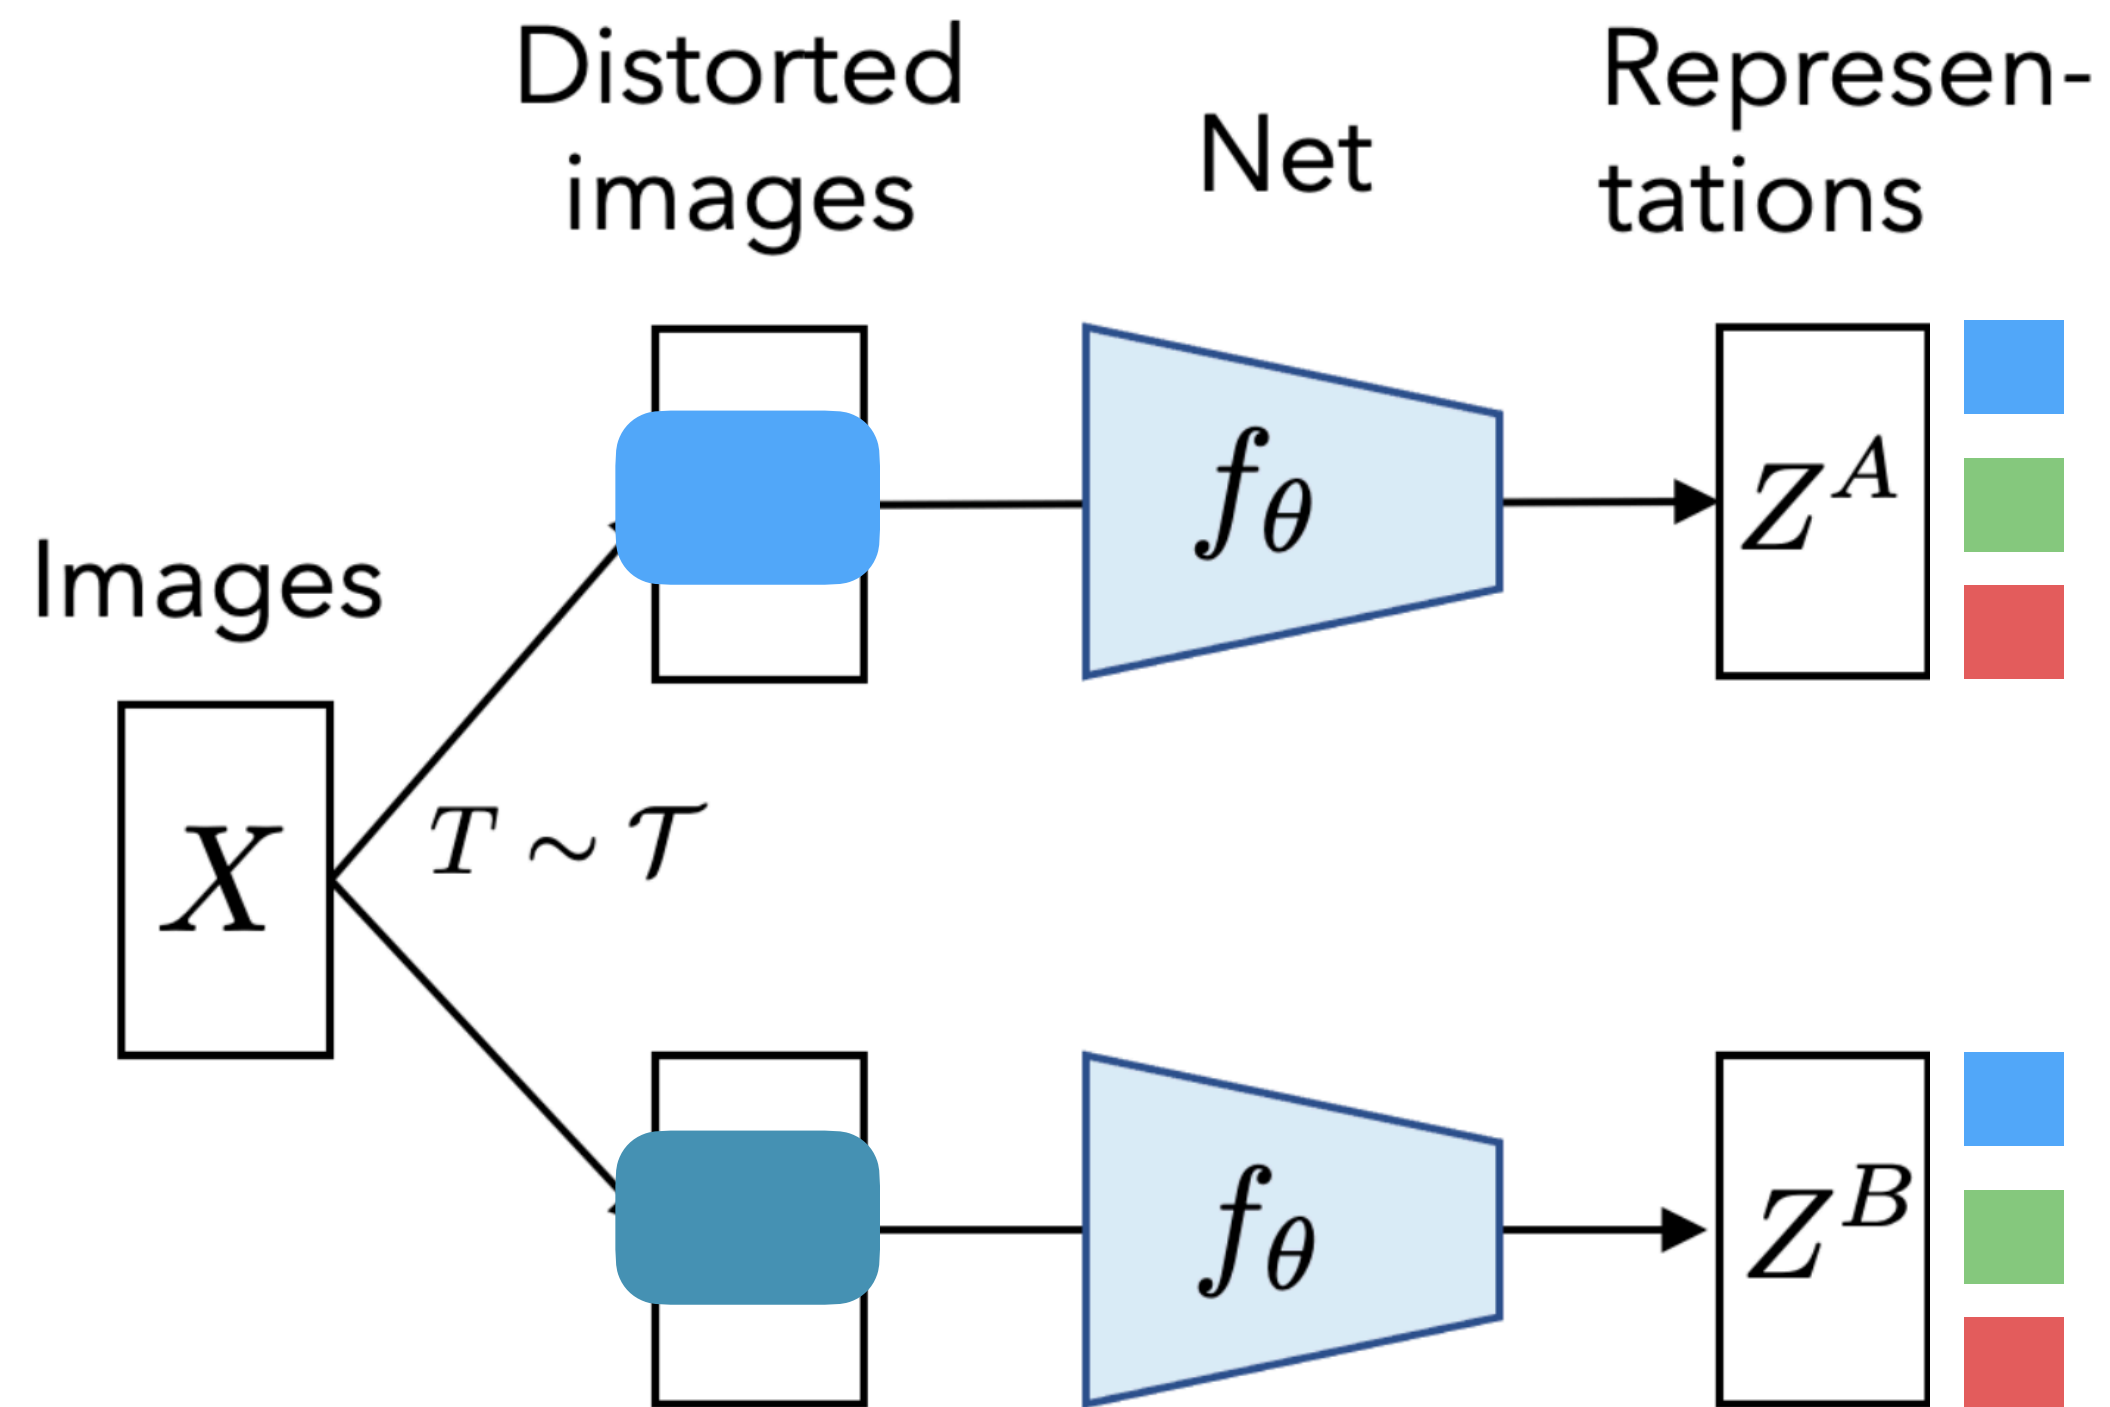 Distorted
images
Net
Represen-
tations
Images
X
T ∼ 𝒯
f_θ
Z^A
f_θ
Z^B